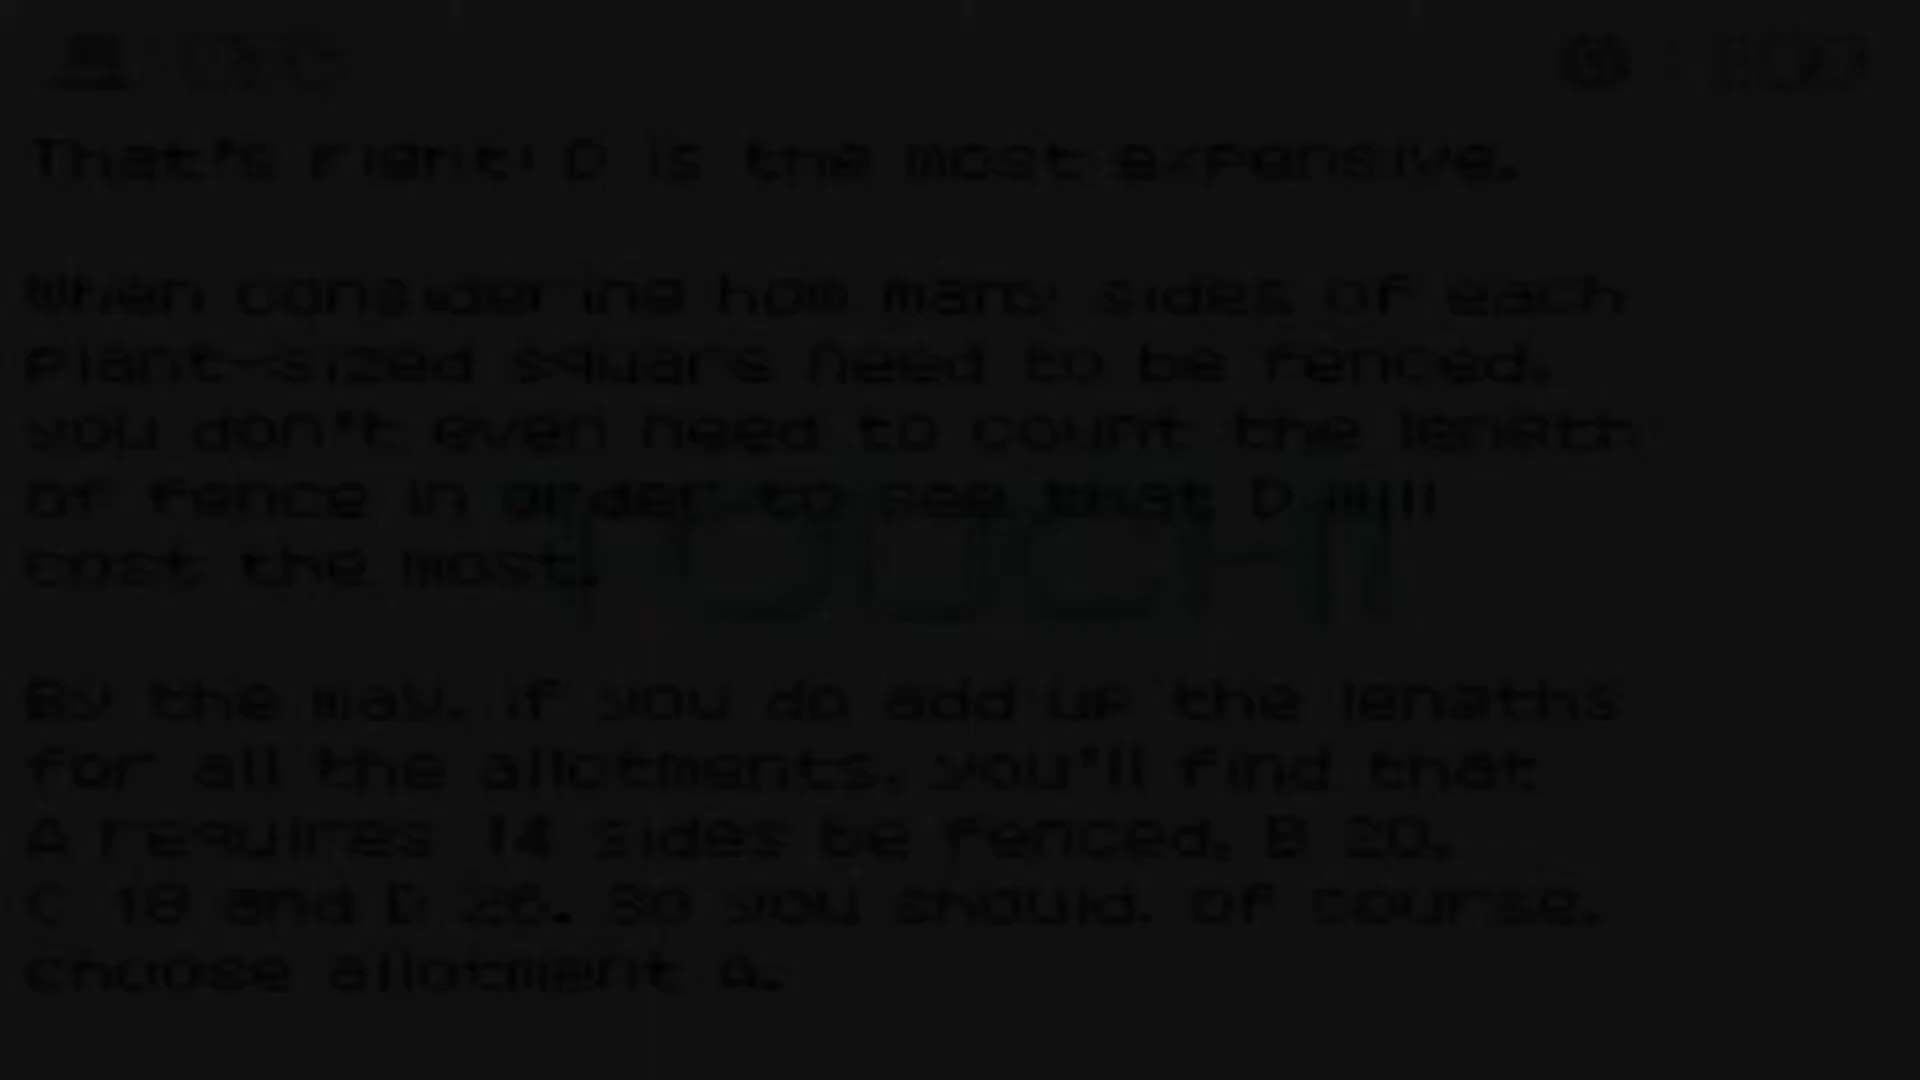 That's right! D is the most expensive.
When considering how many sides of each
plant-sized square need to be fenced,
you don't even need to count the length
of fence in order to see that D will
cost the most.
TOUCH!
By the way, if you do add up the lengths
for all the allotments, you'll find that
A requires 14 sides be fenced, B 20,
C 18 and D 26. So you should, of course,
choose allotment A.